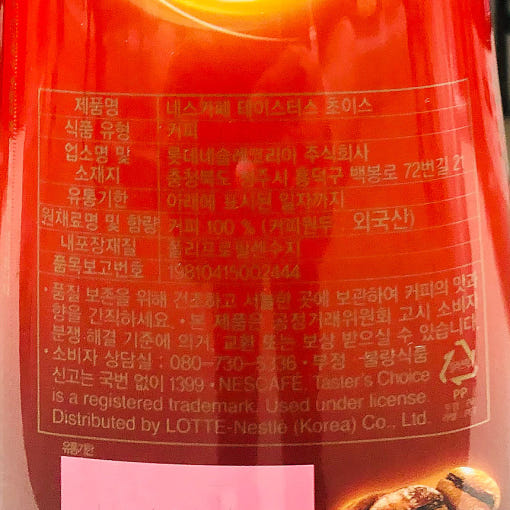 제품명 네스카페 테이스터스 초이스
식품 유형 커피
업소명 및 소재지 롯데네슬레코리아 주식회사
충청북도 청주시 흥덕구 백봉로 72번길 21
유통기한 아래에 표시된 일자까지
원재료명 및 함량 커피 100 % (커피원두 : 외국산)
내포장재질 폴리프로필렌수지
품목보고번호 19810415002444
· 품질 보존을 위해 건조하고 서늘한 곳에 보관하여 커피의 맛과
향을 간직하세요. · 본 제품은 공정거래위원회 고시 소비자
분쟁 해결 기준에 의거, 교환 또는 보상 받으실 수 있습니다.
· 소비자 상담실 : 080-730- · 부정 · 불량식품
신고는 국번 없이 1399 · NESCAFÉ, Taster's Choice
is a registered trademark. Used under license.
Distributed by LOTTE-Nestlé (Korea) Co., Ltd.
PP
유통기한